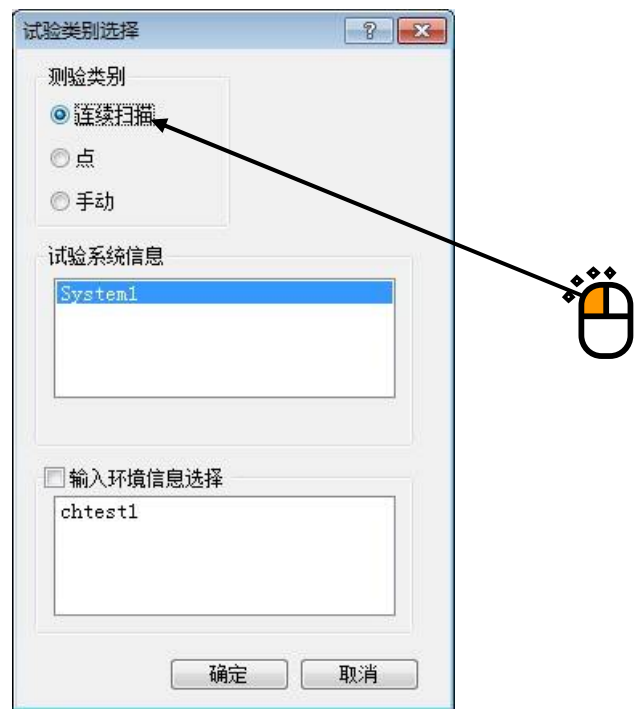 试验类别选择
测验类别
连续扫描
点
手动
试验系统信息
System1
输入环境信息选择
chtest1
确定 取消